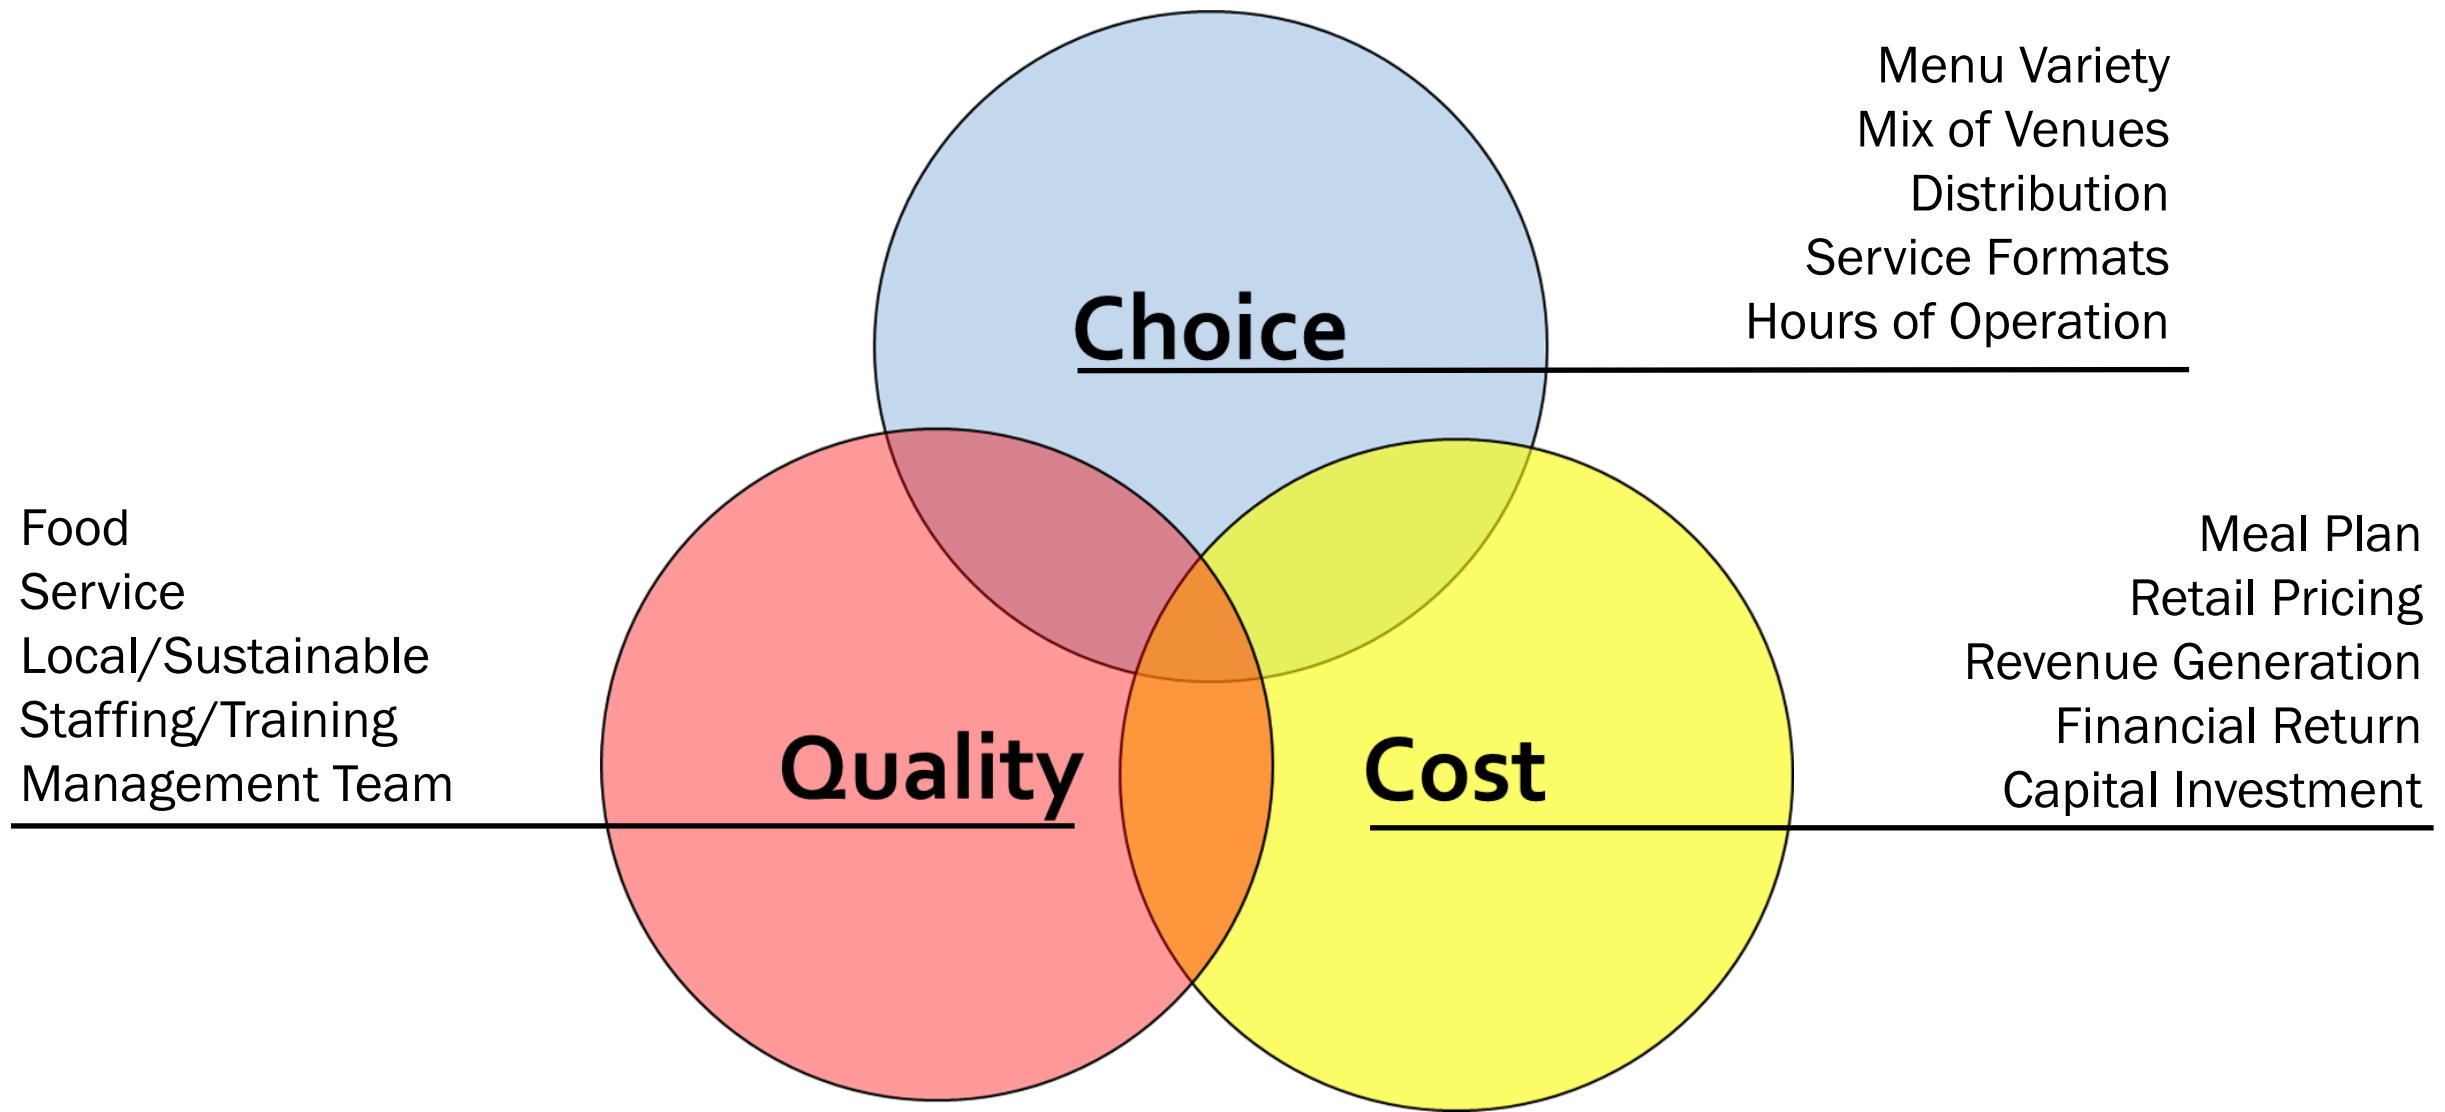 Menu Variety
Mix of Venues
Distribution
Service Formats
Hours of Operation
Choice
Food
Service
Local/Sustainable
Staffing/Training
Management Team
Quality
Meal Plan
Retail Pricing
Revenue Generation
Financial Return
Capital Investment
Cost